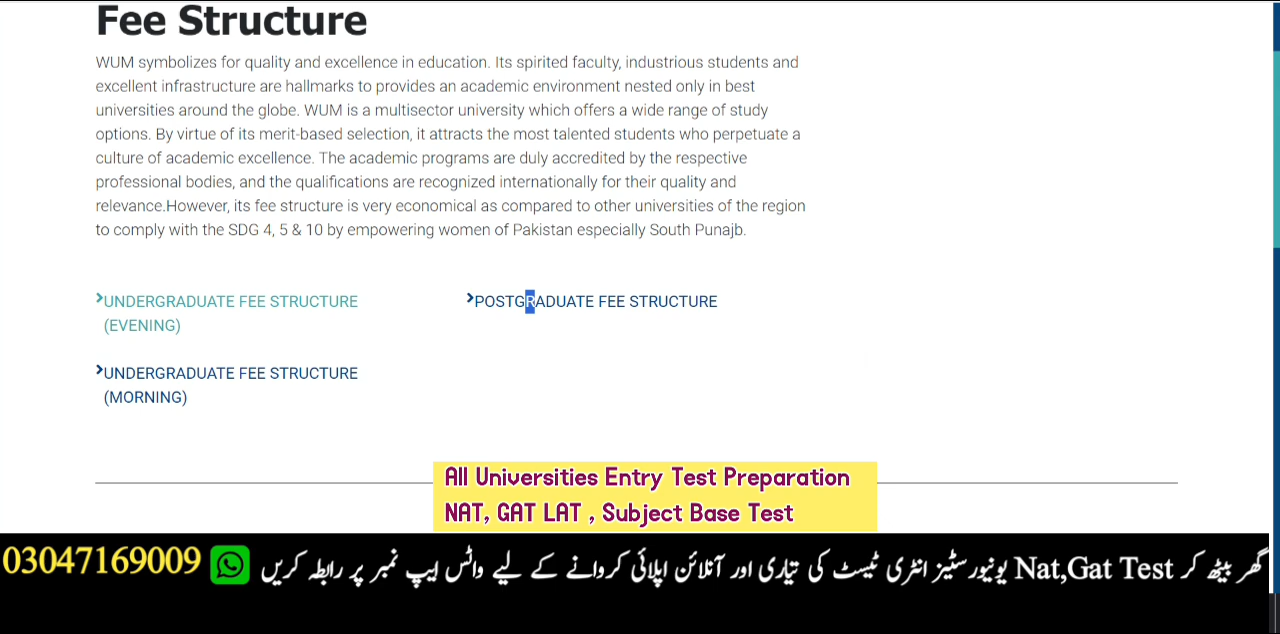 Fee Structure
WUM symbolizes for quality and excellence in education. Its spirited faculty, industrious students and
excellent infrastructure are hallmarks to provides an academic environment nested only in best
universities around the globe. WUM is a multisector university which offers a wide range of study
options. By virtue of its merit-based selection, it attracts the most talented students who perpetuate a
culture of academic excellence. The academic programs are duly accredited by the respective
professional bodies, and the qualifications are recognized internationally for their quality and
relevance.However, its fee structure is very economical as compared to other universities of the region
to comply with the SDG 4, 5 & 10 by empowering women of Pakistan especially South Punajb.
UNDERGRADUATE FEE STRUCTURE
(EVENING)
POSTGRADUATE FEE STRUCTURE
UNDERGRADUATE FEE STRUCTURE
(MORNING)
All Universities Entry Test Preparation
NAT, GAT LAT , Subject Base Test
گھر بیٹھ کر Nat,Gat Test یونیورسٹیز انٹری ٹیسٹ کی تیاری اور آنلائن اپلائی کروانے کے لیے واٹس ایپ نمبر پر رابطہ کریں 03047169009